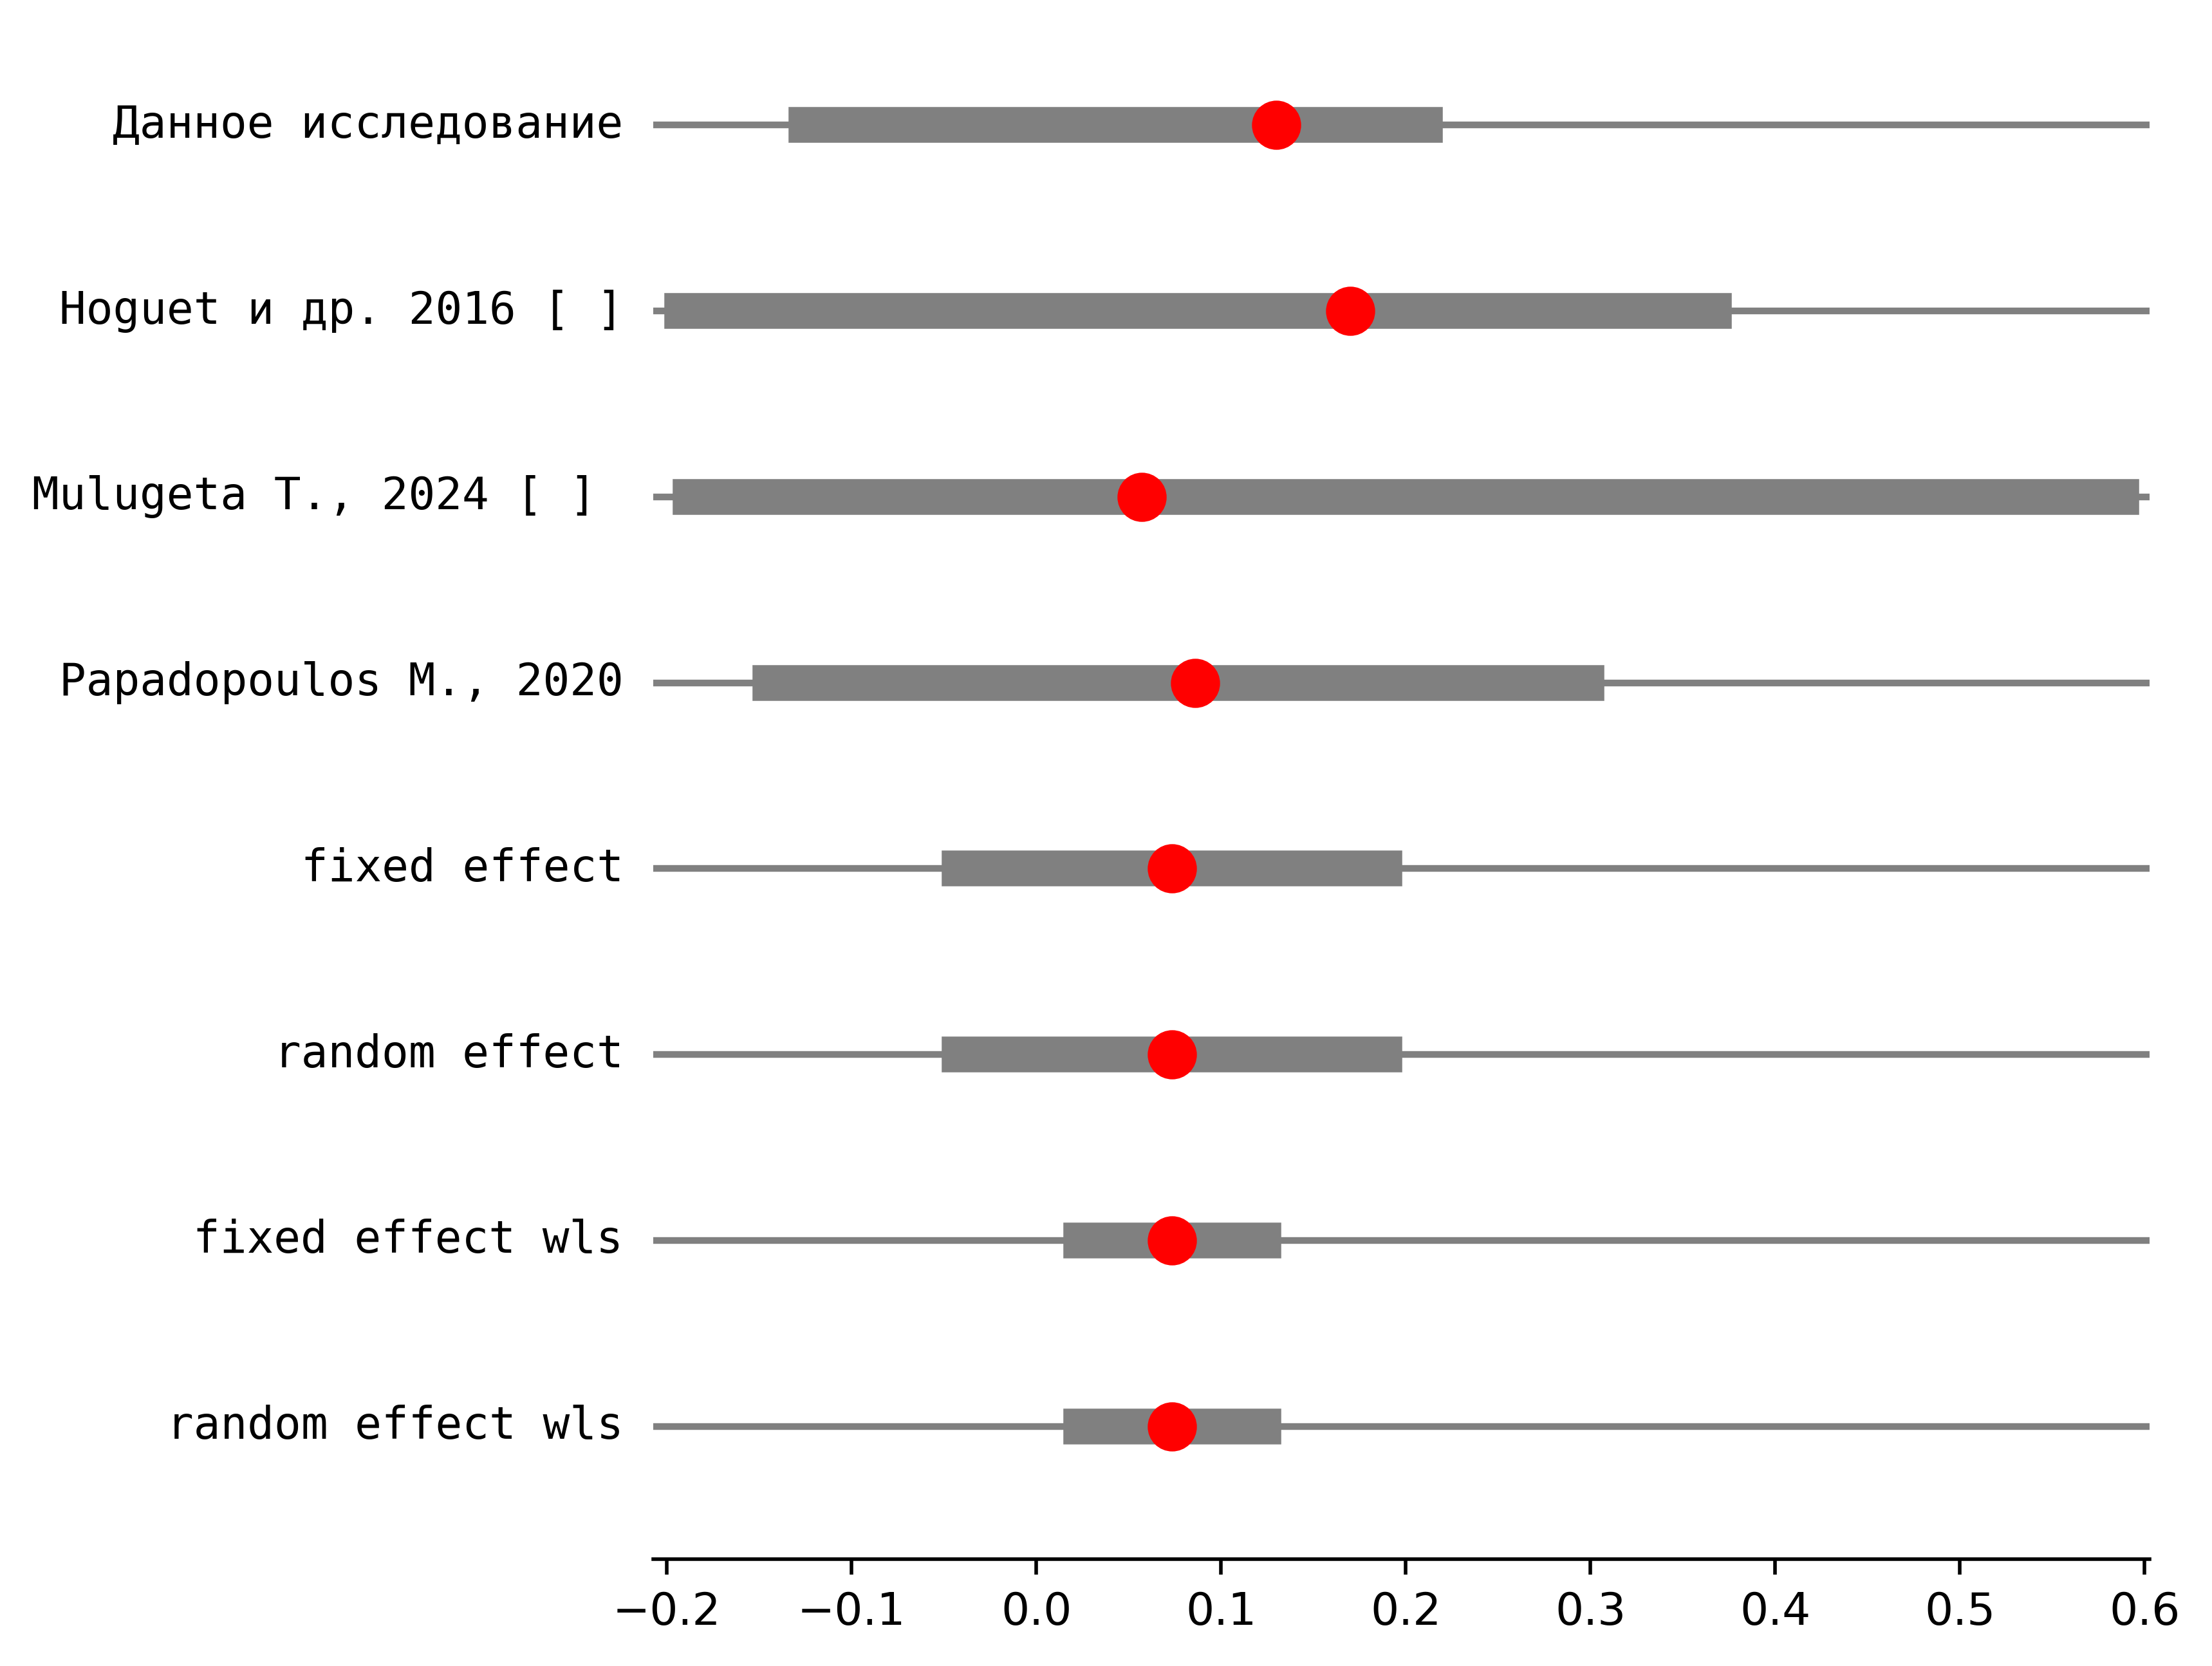 Данное исследование
Hoguet и др. 2016 [ ]
Mulugeta T., 2024 [ ]
Papadopoulos M., 2020
fixed effect
random effect
fixed effect wls
random effect wls
−0.2 −0.1 0.0 0.1 0.2 0.3 0.4 0.5 0.6